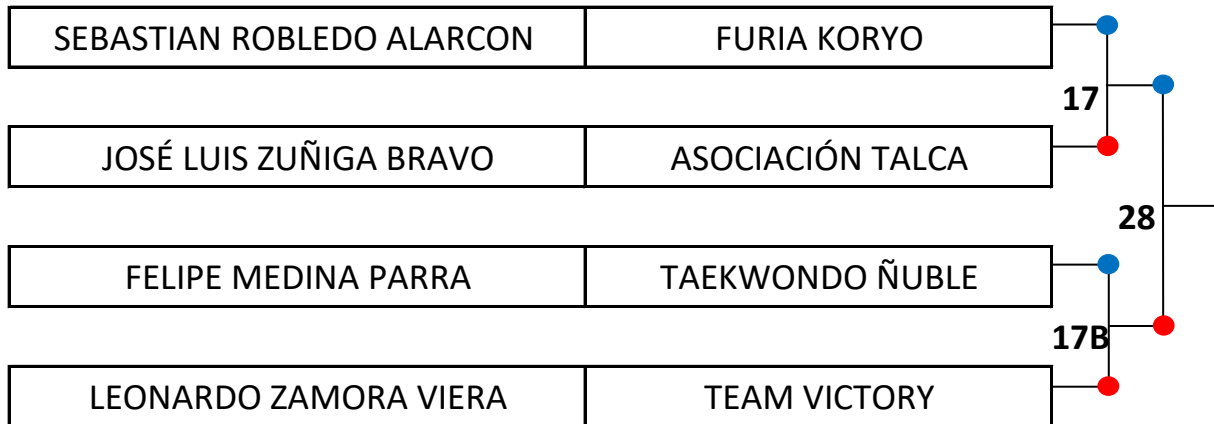 SEBASTIAN ROBLEDO ALARCON FURIA KORYO
17
JOSÉ LUIS ZUÑIGA BRAVO ASOCIACIÓN TALCA
28
FELIPE MEDINA PARRA TAEKWONDO ÑUBLE
17B
LEONARDO ZAMORA VIERA TEAM VICTORY